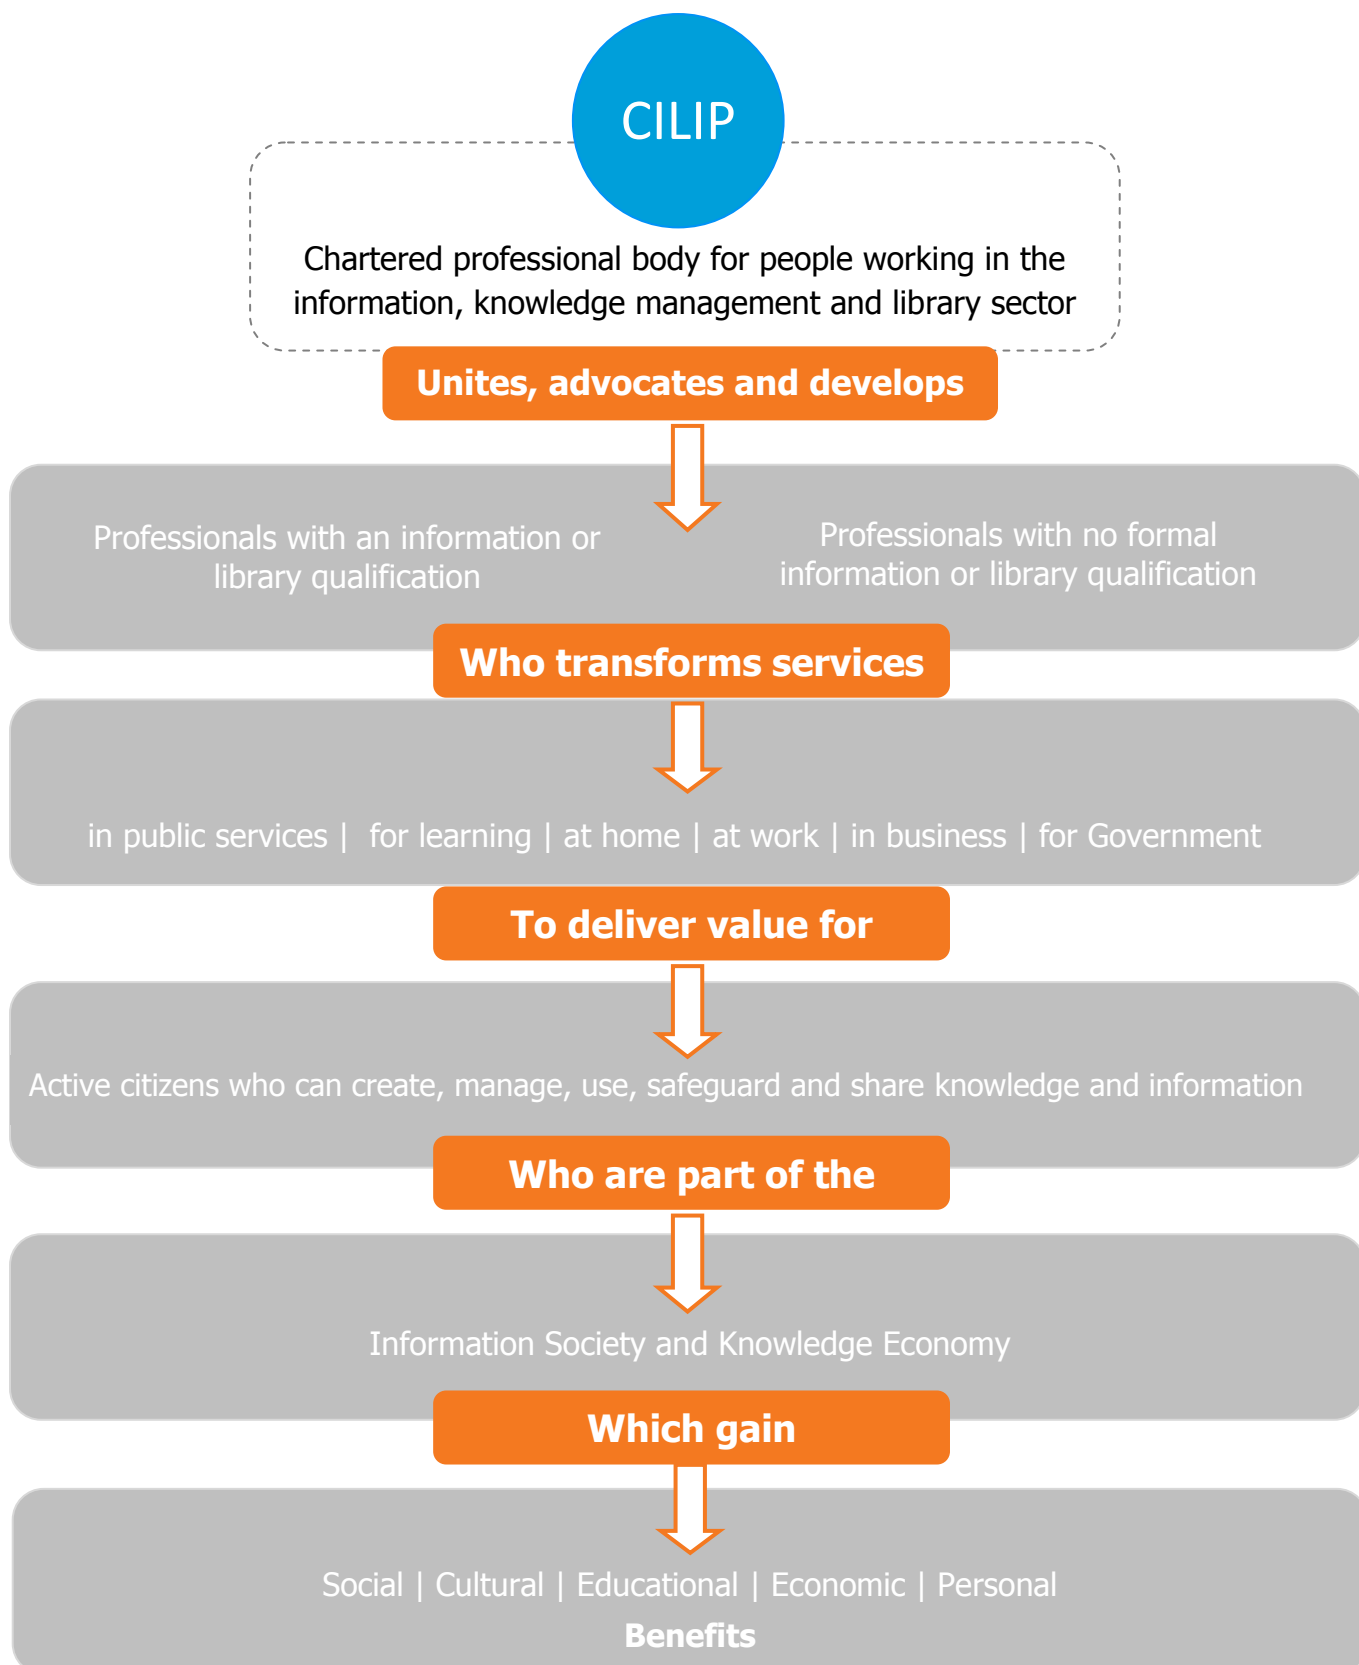 CILIP
Chartered professional body for people working in the
information, knowledge management and library sector
Unites, advocates and develops
Professionals with an information or
library qualification
Professionals with no formal
information or library qualification
Who transforms services
in public services | for learning | at home | at work | in business | for Government
To deliver value for
Active citizens who can create, manage, use, safeguard and share knowledge and information
Who are part of the
Information Society and Knowledge Economy
Which gain
Social | Cultural | Educational | Economic | Personal
Benefits